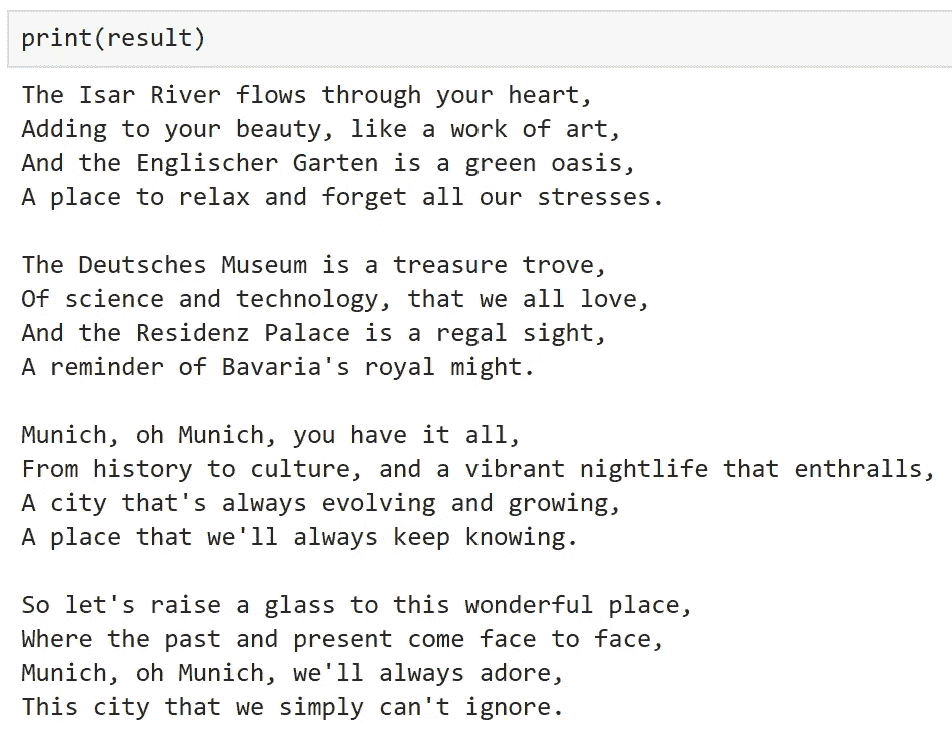 print(result)
The Isar River flows through your heart,
Adding to your beauty, like a work of art,
And the Englischer Garten is a green oasis,
A place to relax and forget all our stresses.
The Deutsches Museum is a treasure trove,
Of science and technology, that we all love,
And the Residenz Palace is a regal sight,
A reminder of Bavaria's royal might.
Munich, oh Munich, you have it all,
From history to culture, and a vibrant nightlife that enthralls,
A city that's always evolving and growing,
A place that we'll always keep knowing.
So let's raise a glass to this wonderful place,
Where the past and present come face to face,
Munich, oh Munich, we'll always adore,
This city that we simply can't ignore.